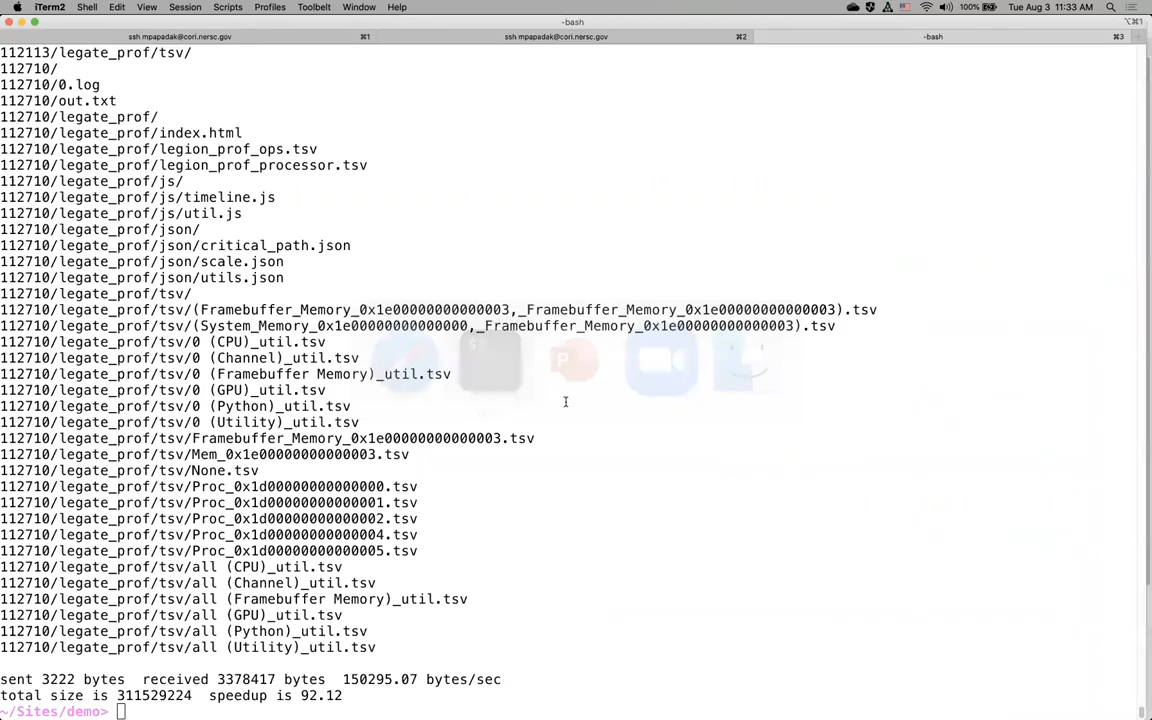 iTerm2 Shell Edit View Session Scripts Profiles Toolbelt Window Help 100% Tue Aug 3 11:33 AM
-bash ⌥⌘1
ssh mpapadak@cori.nersc.gov ⌘1 ssh mpapadak@cori.nersc.gov ⌘2 -bash ⌘3
112113/legate_prof/tsv/
112710/
112710/0.log
112710/out.txt
112710/legate_prof/
112710/legate_prof/index.html
112710/legate_prof/legion_prof_ops.tsv
112710/legate_prof/legion_prof_processor.tsv
112710/legate_prof/js/
112710/legate_prof/js/timeline.js
112710/legate_prof/js/util.js
112710/legate_prof/json/
112710/legate_prof/json/critical_path.json
112710/legate_prof/json/scale.json
112710/legate_prof/json/utils.json
112710/legate_prof/tsv/
112710/legate_prof/tsv/(Framebuffer_Memory_0x1e00000000000003,_Framebuffer_Memory_0x1e00000000000003).tsv
112710/legate_prof/tsv/(System_Memory_0x1e00000000000000,_Framebuffer_Memory_0x1e00000000000003).tsv
112710/legate_prof/tsv/0 (CPU)_util.tsv
112710/legate_prof/tsv/0 (Channel)_util.tsv
112710/legate_prof/tsv/0 (Framebuffer Memory)_util.tsv
112710/legate_prof/tsv/0 (GPU)_util.tsv
112710/legate_prof/tsv/0 (Python)_util.tsv
112710/legate_prof/tsv/0 (Utility)_util.tsv
112710/legate_prof/tsv/Framebuffer_Memory_0x1e00000000000003.tsv
112710/legate_prof/tsv/Mem_0x1e00000000000003.tsv
112710/legate_prof/tsv/None.tsv
112710/legate_prof/tsv/Proc_0x1d00000000000000.tsv
112710/legate_prof/tsv/Proc_0x1d00000000000001.tsv
112710/legate_prof/tsv/Proc_0x1d00000000000002.tsv
112710/legate_prof/tsv/Proc_0x1d00000000000004.tsv
112710/legate_prof/tsv/Proc_0x1d00000000000005.tsv
112710/legate_prof/tsv/all (CPU)_util.tsv
112710/legate_prof/tsv/all (Channel)_util.tsv
112710/legate_prof/tsv/all (Framebuffer Memory)_util.tsv
112710/legate_prof/tsv/all (GPU)_util.tsv
112710/legate_prof/tsv/all (Python)_util.tsv
112710/legate_prof/tsv/all (Utility)_util.tsv
sent 3222 bytes  received 3378417 bytes  150295.07 bytes/sec
total size is 311529224  speedup is 92.12
~/Sites/demo>